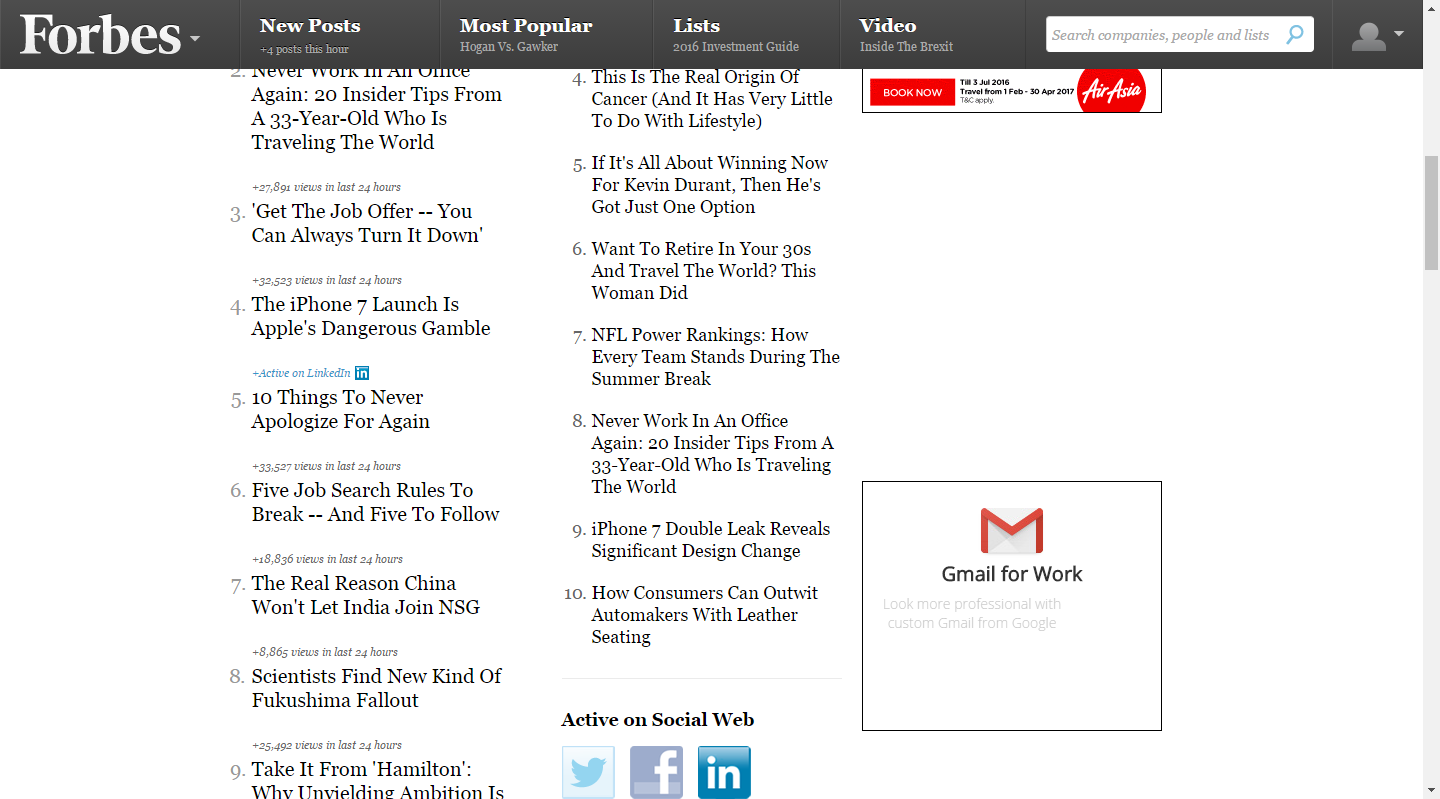 Forbes
New Posts
+4 posts this hour
Most Popular
Hogan Vs. Gawker
Lists
2016 Investment Guide
Video
Inside The Brexit
Search companies, people and lists
2. Never Work In An Office
Again: 20 Insider Tips From
A 33-Year-Old Who Is
Traveling The World
+27,891 views in last 24 hours
3. 'Get The Job Offer -- You
Can Always Turn It Down'
+32,523 views in last 24 hours
4. The iPhone 7 Launch Is
Apple's Dangerous Gamble
+Active on LinkedIn in
5. 10 Things To Never
Apologize For Again
+33,527 views in last 24 hours
6. Five Job Search Rules To
Break -- And Five To Follow
+18,836 views in last 24 hours
7. The Real Reason China
Won't Let India Join NSG
+8,865 views in last 24 hours
8. Scientists Find New Kind Of
Fukushima Fallout
+25,492 views in last 24 hours
9. Take It From 'Hamilton':
Why Unyielding Ambition Is
4. This Is The Real Origin Of
Cancer (And It Has Very Little
To Do With Lifestyle)
5. If It's All About Winning Now
For Kevin Durant, Then He's
Got Just One Option
6. Want To Retire In Your 30s
And Travel The World? This
Woman Did
7. NFL Power Rankings: How
Every Team Stands During The
Summer Break
8. Never Work In An Office
Again: 20 Insider Tips From A
33-Year-Old Who Is Traveling
The World
9. iPhone 7 Double Leak Reveals
Significant Design Change
10. How Consumers Can Outwit
Automakers With Leather
Seating
Active on Social Web
f
in
BOOK NOW
Till 3 Jul 2016
Travel from 1 Feb - 30 Apr 2017
T&C apply.
AirAsia
Gmail for Work
Look more professional with
custom Gmail from Google